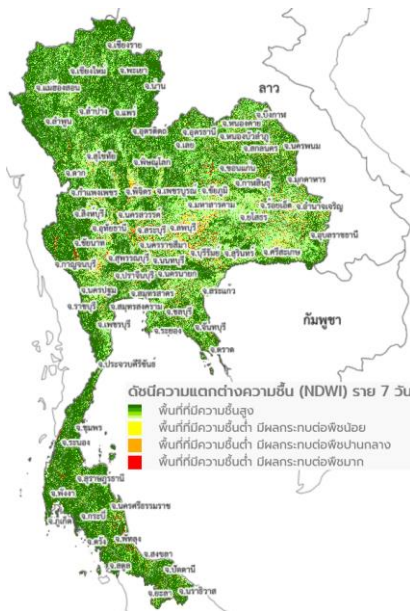 จ.เชียงราย
จ.เชียงใหม่
จ.พะเยา
จ.แม่ฮ่องสอน
จ.น่าน
จ.ลำปาง
จ.แพร่
จ.ลำพูน
จ.อุตรดิตถ์
จ.สุโขทัย
จ.พิษณุโลก
จ.ตาก
จ.กำแพงเพชร
จ.พิจิตร
จ.เพชรบูรณ์
จ.ชัยภูมิ
จ.เลย
จ.อุดรธานี
จ.หนองคาย
จ.บึงกาฬ
จ.หนองบัวลำภู
จ.สกลนคร
จ.นครพนม
จ.ขอนแก่น
จ.กาฬสินธุ์
จ.มุกดาหาร
จ.มหาสารคาม
จ.ร้อยเอ็ด
จ.อำนาจเจริญ
จ.ยโสธร
จ.อุบลราชธานี
จ.สิงห์บุรี
จ.นครสวรรค์
จ.อุทัยธานี
จ.สระบุรี
จ.ลพบุรี
จ.ชัยนาท
จ.นครราชสีมา
จ.บุรีรัมย์
จ.สุรินทร์
จ.ศรีสะเกษ
จ.กาญจนบุรี
จ.สุพรรณบุรี
จ.นนทบุรี
จ.ปราจีนบุรี
จ.นครนายก
จ.สระแก้ว
จ.นครปฐม
จ.สมุทรสาคร
จ.ราชบุรี
จ.สมุทรสงคราม
จ.ชลบุรี
จ.เพชรบุรี
จ.ระยอง
จ.จันทบุรี
จ.ตราด
จ.ประจวบคีรีขันธ์
ลาว
กัมพูชา
ดัชนีความแตกต่างความชื้น (NDWI) ราย 7 วัน
พื้นที่ที่มีความชื้นสูง
พื้นที่ที่มีความชื้นต่ำ มีผลกระทบต่อพืชน้อย
พื้นที่ที่มีความชื้นต่ำ มีผลกระทบต่อพืชปานกลาง
พื้นที่ที่มีความชื้นต่ำ มีผลกระทบต่อพืชมาก
จ.ชุมพร
จ.ระนอง
จ.สุราษฎร์ธานี
จ.พังงา
จ.นครศรีธรรมราช
จ.กระบี่
จ.ภูเก็ต
จ.ตรัง
จ.พัทลุง
จ.สงขลา
จ.สตูล
จ.ปัตตานี
จ.ยะลา
จ.นราธิวาส